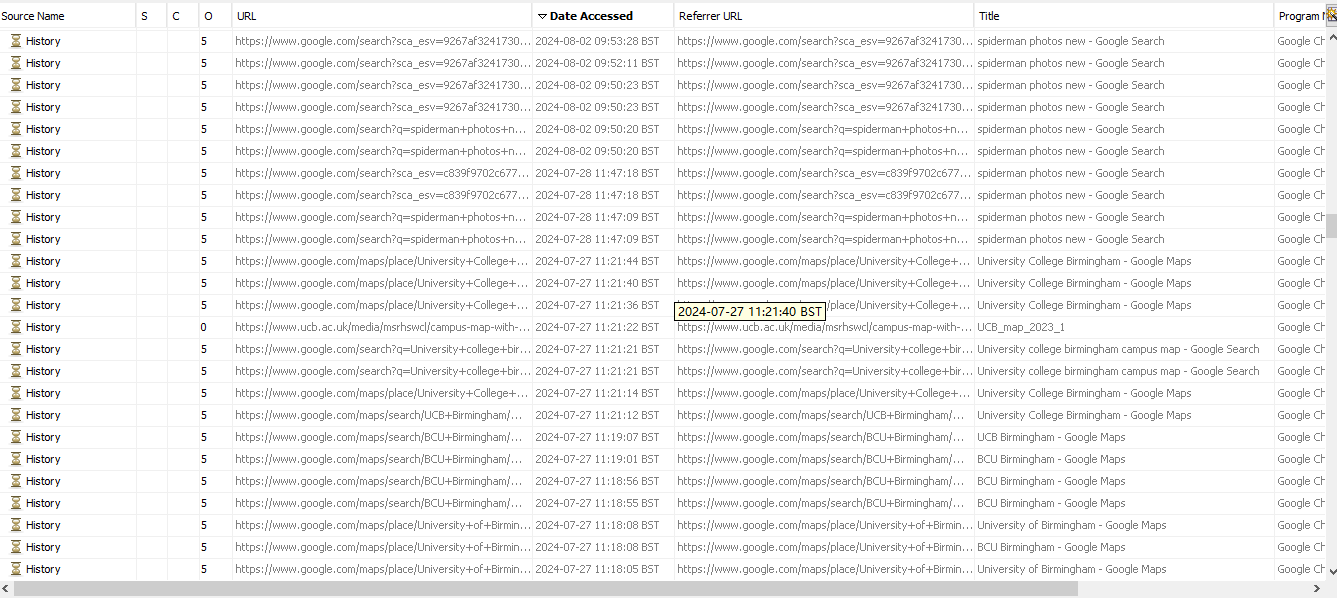 Source Name S C O URL Date Accessed Referrer URL Title Program N
History 5 https://www.google.com/search?sca_esv=9267af3241730... 2024-08-02 09:53:28 BST https://www.google.com/search?sca_esv=9267af3241730... spiderman photos new - Google Search Google Ch
History 5 https://www.google.com/search?sca_esv=9267af3241730... 2024-08-02 09:52:11 BST https://www.google.com/search?sca_esv=9267af3241730... spiderman photos new - Google Search Google Ch
History 5 https://www.google.com/search?sca_esv=9267af3241730... 2024-08-02 09:50:23 BST https://www.google.com/search?sca_esv=9267af3241730... spiderman photos new - Google Search Google Ch
History 5 https://www.google.com/search?sca_esv=9267af3241730... 2024-08-02 09:50:23 BST https://www.google.com/search?sca_esv=9267af3241730... spiderman photos new - Google Search Google Ch
History 5 https://www.google.com/search?q=spiderman+photos+n... 2024-08-02 09:50:20 BST https://www.google.com/search?q=spiderman+photos+n... spiderman photos new - Google Search Google Ch
History 5 https://www.google.com/search?q=spiderman+photos+n... 2024-08-02 09:50:20 BST https://www.google.com/search?q=spiderman+photos+n... spiderman photos new - Google Search Google Ch
History 5 https://www.google.com/search?sca_esv=c839f9702c677... 2024-07-28 11:47:18 BST https://www.google.com/search?sca_esv=c839f9702c677... spiderman photos new - Google Search Google Ch
History 5 https://www.google.com/search?sca_esv=c839f9702c677... 2024-07-28 11:47:18 BST https://www.google.com/search?sca_esv=c839f9702c677... spiderman photos new - Google Search Google Ch
History 5 https://www.google.com/search?q=spiderman+photos+n... 2024-07-28 11:47:09 BST https://www.google.com/search?q=spiderman+photos+n... spiderman photos new - Google Search Google Ch
History 5 https://www.google.com/search?q=spiderman+photos+n... 2024-07-28 11:47:09 BST https://www.google.com/search?q=spiderman+photos+n... spiderman photos new - Google Search Google Ch
History 5 https://www.google.com/maps/place/University+College+... 2024-07-27 11:21:44 BST https://www.google.com/maps/place/University+College+... University College Birmingham - Google Maps Google Ch
History 5 https://www.google.com/maps/place/University+College+... 2024-07-27 11:21:40 BST https://www.google.com/maps/place/University+College+... University College Birmingham - Google Maps Google Ch
History 5 https://www.google.com/maps/place/University+College+... 2024-07-27 11:21:36 BST https://www.google.com/maps/place/University+College+... University College Birmingham - Google Maps Google Ch
2024-07-27 11:21:40 BST
History 0 https://www.ucb.ac.uk/media/msrhswcl/campus-map-with-... 2024-07-27 11:21:22 BST https://www.ucb.ac.uk/media/msrhswcl/campus-map-with-... UCB_map_2023_1 Google Ch
History 5 https://www.google.com/search?q=University+college+bir... 2024-07-27 11:21:21 BST https://www.google.com/search?q=University+college+bir... University college birmingham campus map - Google Search Google Ch
History 5 https://www.google.com/search?q=University+college+bir... 2024-07-27 11:21:21 BST https://www.google.com/search?q=University+college+bir... University college birmingham campus map - Google Search Google Ch
History 5 https://www.google.com/maps/place/University+College+... 2024-07-27 11:21:14 BST https://www.google.com/maps/place/University+College+... University College Birmingham - Google Maps Google Ch
History 5 https://www.google.com/maps/search/UCB+Birmingham/... 2024-07-27 11:21:12 BST https://www.google.com/maps/search/UCB+Birmingham/... University College Birmingham - Google Maps Google Ch
History 5 https://www.google.com/maps/search/BCU+Birmingham/... 2024-07-27 11:19:07 BST https://www.google.com/maps/search/BCU+Birmingham/... UCB Birmingham - Google Maps Google Ch
History 5 https://www.google.com/maps/search/BCU+Birmingham/... 2024-07-27 11:19:01 BST https://www.google.com/maps/search/BCU+Birmingham/... BCU Birmingham - Google Maps Google Ch
History 5 https://www.google.com/maps/search/BCU+Birmingham/... 2024-07-27 11:18:56 BST https://www.google.com/maps/search/BCU+Birmingham/... BCU Birmingham - Google Maps Google Ch
History 5 https://www.google.com/maps/search/BCU+Birmingham/... 2024-07-27 11:18:55 BST https://www.google.com/maps/search/BCU+Birmingham/... BCU Birmingham - Google Maps Google Ch
History 5 https://www.google.com/maps/place/University+of+Birmin... 2024-07-27 11:18:08 BST https://www.google.com/maps/place/University+of+Birmin... University of Birmingham - Google Maps Google Ch
History 5 https://www.google.com/maps/place/University+of+Birmin... 2024-07-27 11:18:08 BST https://www.google.com/maps/place/University+of+Birmin... BCU Birmingham - Google Maps Google Ch
History 5 https://www.google.com/maps/place/University+of+Birmin... 2024-07-27 11:18:05 BST https://www.google.com/maps/place/University+of+Birmin... University of Birmingham - Google Maps Google Ch